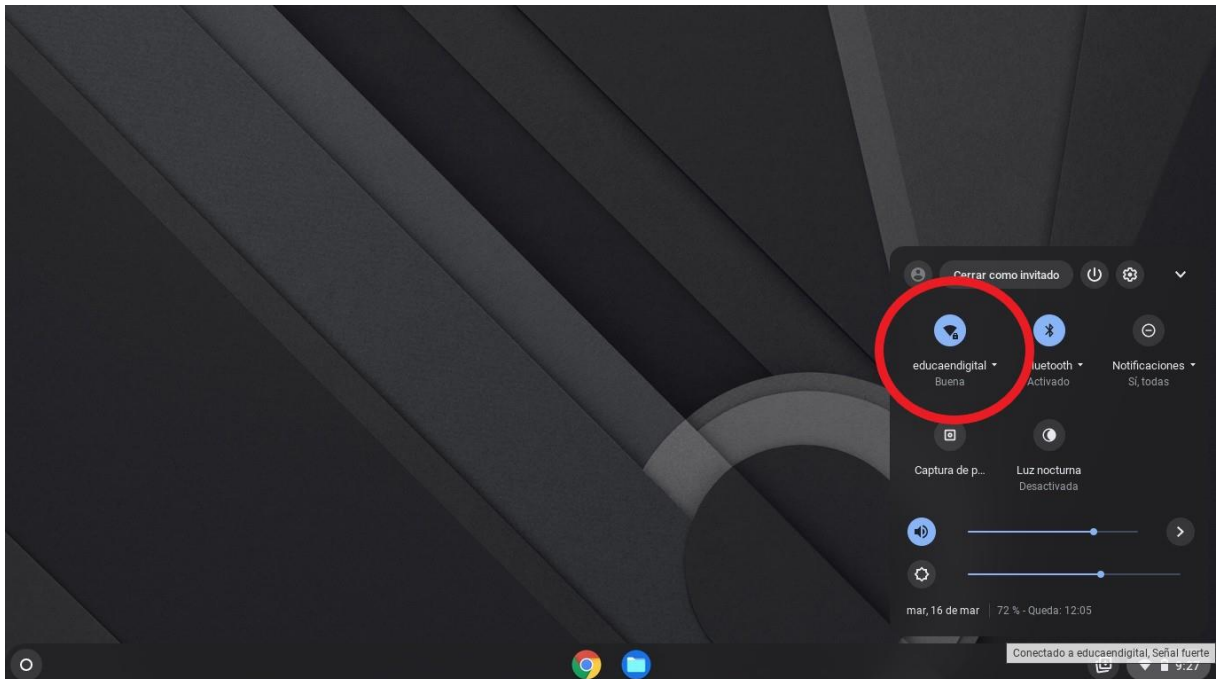 Cerrar como invitado
educaendigital
Buena
luetooth
Activado
Notificaciones
Sí, todas
Captura de p...
Luz nocturna
Desactivada
mar, 16 de mar | 72 % - Queda: 12:05
Conectado a educaendigital, Señal fuerte
9:27